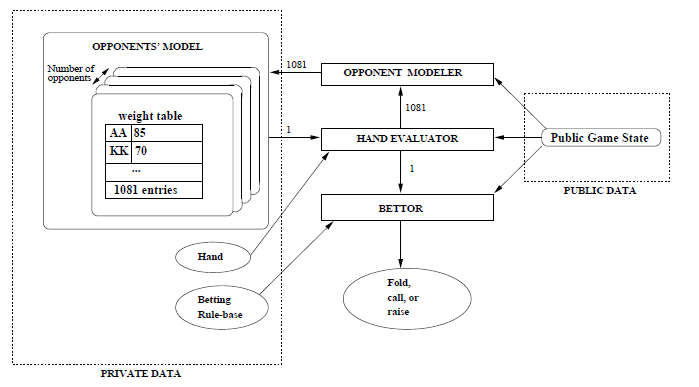 OPPONENTS' MODEL
Number of
opponents
weight table
AA 85
KK 70
...
1081 entries
1081
OPPONENT MODELER
1081
1
HAND EVALUATOR
Public Game State
PUBLIC DATA
1
BETTOR
Hand
Betting
Rule-base
Fold,
call, or
raise
PRIVATE DATA